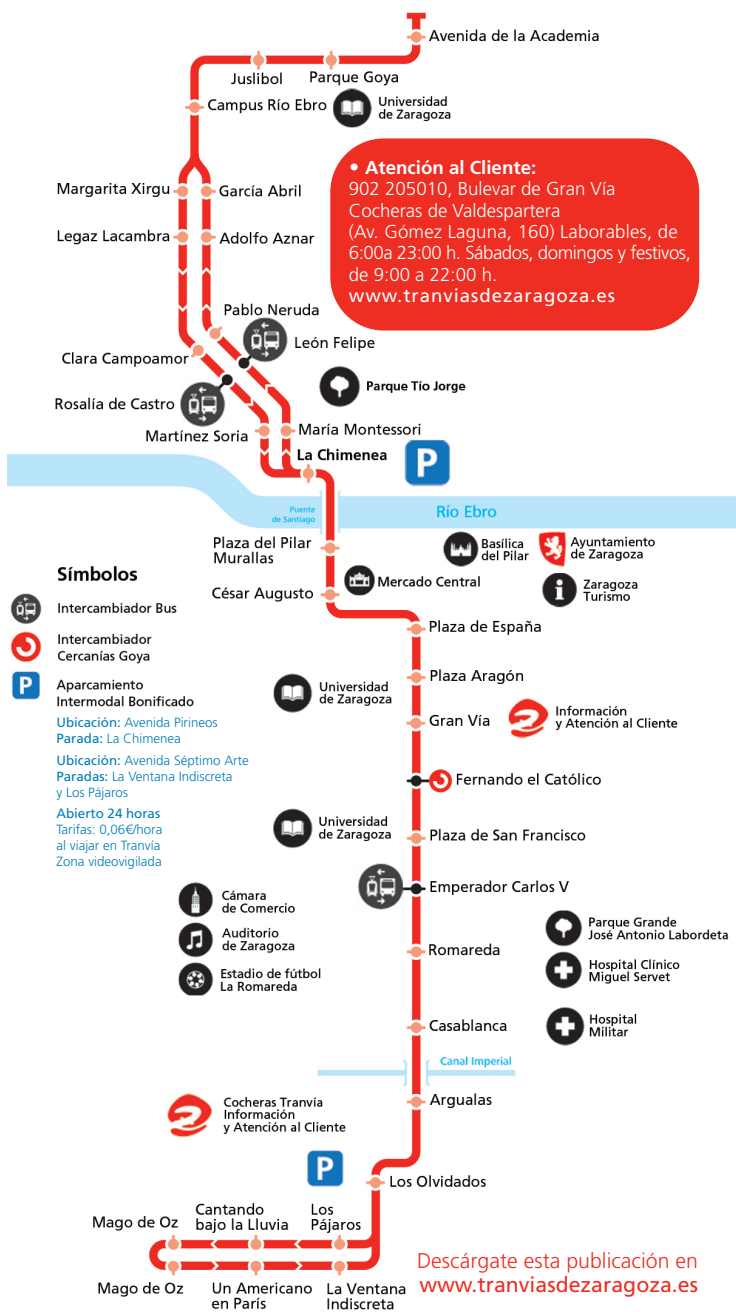 Avenida de la Academia
Juslibol
Parque Goya
Campus Río Ebro
Universidad
de Zaragoza
• Atención al Cliente:
902 205010, Bulevar de Gran Vía
Cocheras de Valdespartera
(Av. Gómez Laguna, 160) Laborables, de
6:00a 23:00 h. Sábados, domingos y festivos,
de 9:00 a 22:00 h.
www.tranviasdezaragoza.es
Margarita Xirgu
García Abril
Legaz Lacambra
Adolfo Aznar
Pablo Neruda
León Felipe
Clara Campoamor
Parque Tío Jorge
Rosalía de Castro
Martínez Soria
María Montessori
La Chimenea
P
Puente
de Santiago
Río Ebro
Plaza del Pilar
Murallas
Basílica
del Pilar
Ayuntamiento
de Zaragoza
César Augusto
Mercado Central
i
Zaragoza
Turismo
Símbolos
Intercambiador Bus
Intercambiador
Cercanías Goya
P
Aparcamiento
Intermodal Bonificado
Ubicación: Avenida Pirineos
Parada: La Chimenea
Ubicación: Avenida Séptimo Arte
Paradas: La Ventana Indiscreta
y Los Pájaros
Abierto 24 horas
Tarifas: 0,06€/hora
al viajar en Tranvía
Zona videovigilada
Plaza de España
Plaza Aragón
Universidad
de Zaragoza
Gran Vía
Información
y Atención al Cliente
Fernando el Católico
Universidad
de Zaragoza
Plaza de San Francisco
Emperador Carlos V
Cámara
de Comercio
Auditorio
de Zaragoza
Estadio de fútbol
La Romareda
Romareda
Parque Grande
José Antonio Labordeta
Hospital Clínico
Miguel Servet
Casablanca
Hospital
Militar
Canal Imperial
Argualas
Cocheras Tranvía
Información
y Atención al Cliente
P
Los Olvidados
Mago de Oz
Cantando
bajo la Lluvia
Los
Pájaros
Mago de Oz
Un Americano
en París
La Ventana
Indiscreta
Descárgate esta publicación en
www.tranviasdezaragoza.es